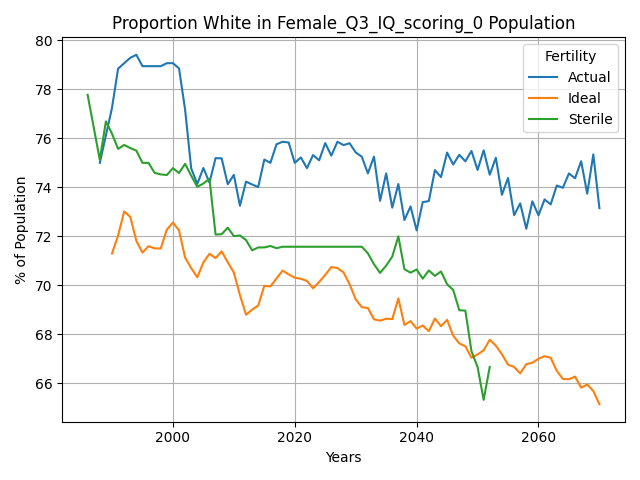 Proportion White in Female_Q3_IQ_scoring_0 Population
80
78
76
74
72
70
68
66
% of Population
Fertility
Actual
Ideal
Sterile
2000
2020
2040
2060
Years